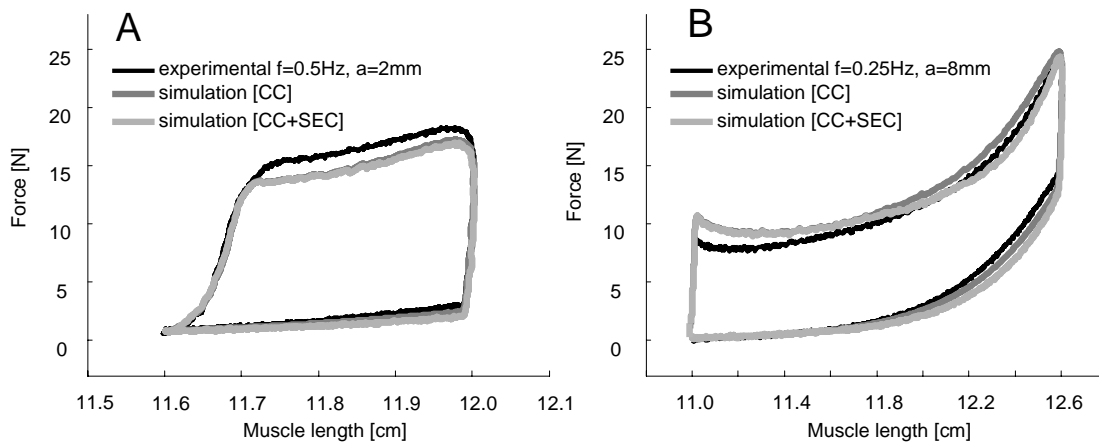 A
experimental f=0.5Hz, a=2mm
simulation [CC]
simulation [CC+SEC]
25
20
15
10
5
0
Force [N]
11.5 11.6 11.7 11.8 11.9 12.0 12.1
Muscle length [cm]
B
experimental f=0.25Hz, a=8mm
simulation [CC]
simulation [CC+SEC]
25
20
15
10
5
0
Force [N]
11.0 11.4 11.8 12.2 12.6
Muscle length [cm]